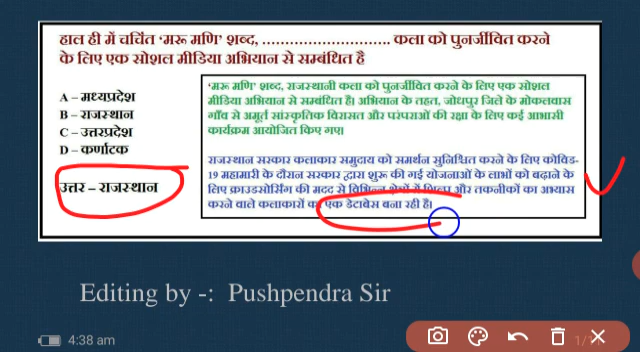 हाल ही में चर्चित 'मरू मणि' शब्द, ............................. कला को पुनर्जीवित करने
के लिए एक सोशल मीडिया अभियान से सम्बंधित है
A – मध्यप्रदेश
B – राजस्थान
C – उत्तरप्रदेश
D – कर्णाटक
उत्तर – राजस्थान
'मरू मणि' शब्द, राजस्थानी कला को पुनर्जीवित करने के लिए एक सोशल
मीडिया अभियान से सम्बंधित है। अभियान के तहत, जोधपुर जिले के मोकलवास
गाँव से अमूर्त सांस्कृतिक विरासत और परंपराओं की रक्षा के लिए कई आभासी
कार्यक्रम आयोजित किए गए।
राजस्थान सरकार कलाकार समुदाय को समर्थन सुनिश्चित करने के लिए कोविड-
19 महामारी के दौरान सरकार द्वारा शुरू की गई योजनाओं के लाभों को बढ़ाने के
लिए क्राउडसोर्सिंग की मदद से विभिन्न क्षेत्रों में शिल्प और तकनीकों का अभ्यास
करने वाले कलाकारों का एक डेटाबेस बना रही है।
Editing by -: Pushpendra Sir
4:38 am